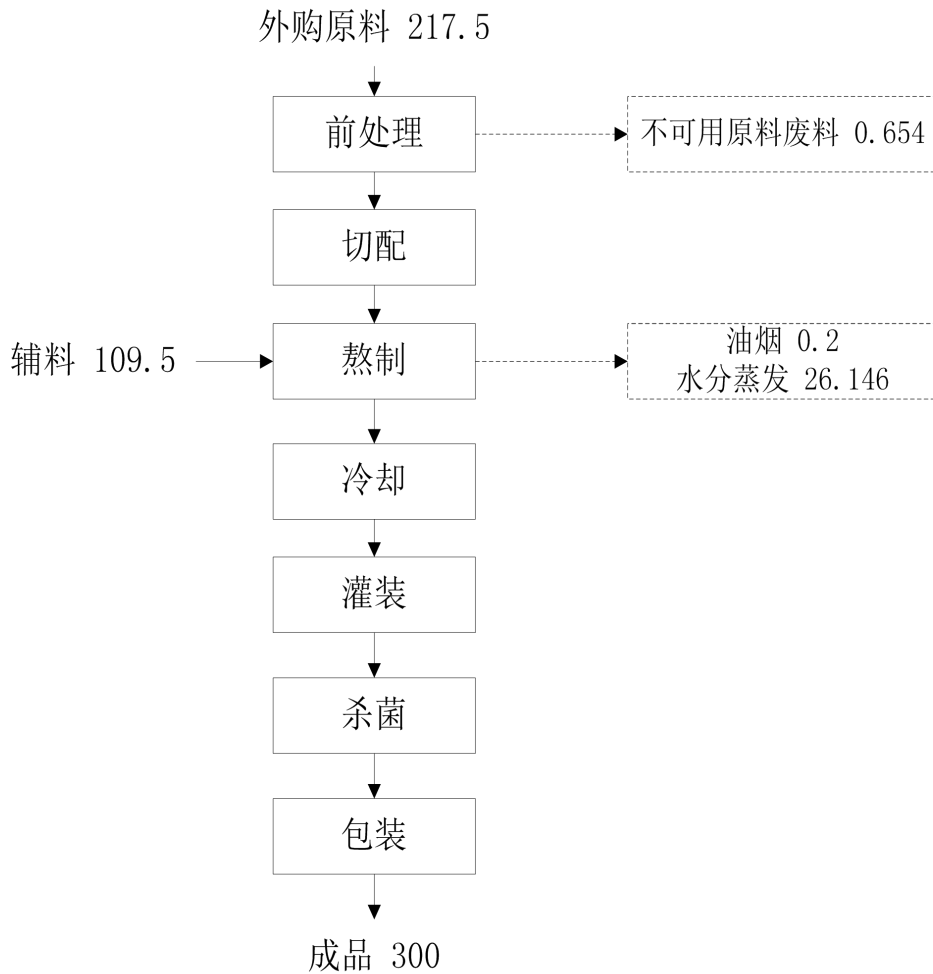 外购原料 217.5
前处理
不可用原料废料 0.654
切配
辅料 109.5
熬制
油烟 0.2
水分蒸发 26.146
冷却
灌装
杀菌
包装
成品 300